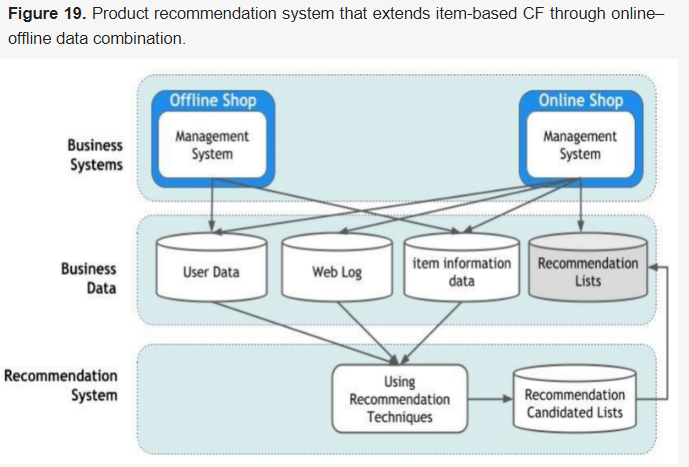 Figure 19. Product recommendation system that extends item-based CF through online–
offline data combination.
Offline Shop
Online Shop
Business
Systems
Management
System
Management
System
Business
Data
User Data
Web Log
item information
data
Recommendation
Lists
Recommendation
System
Using
Recommendation
Techniques
Recommendation
Candidated Lists